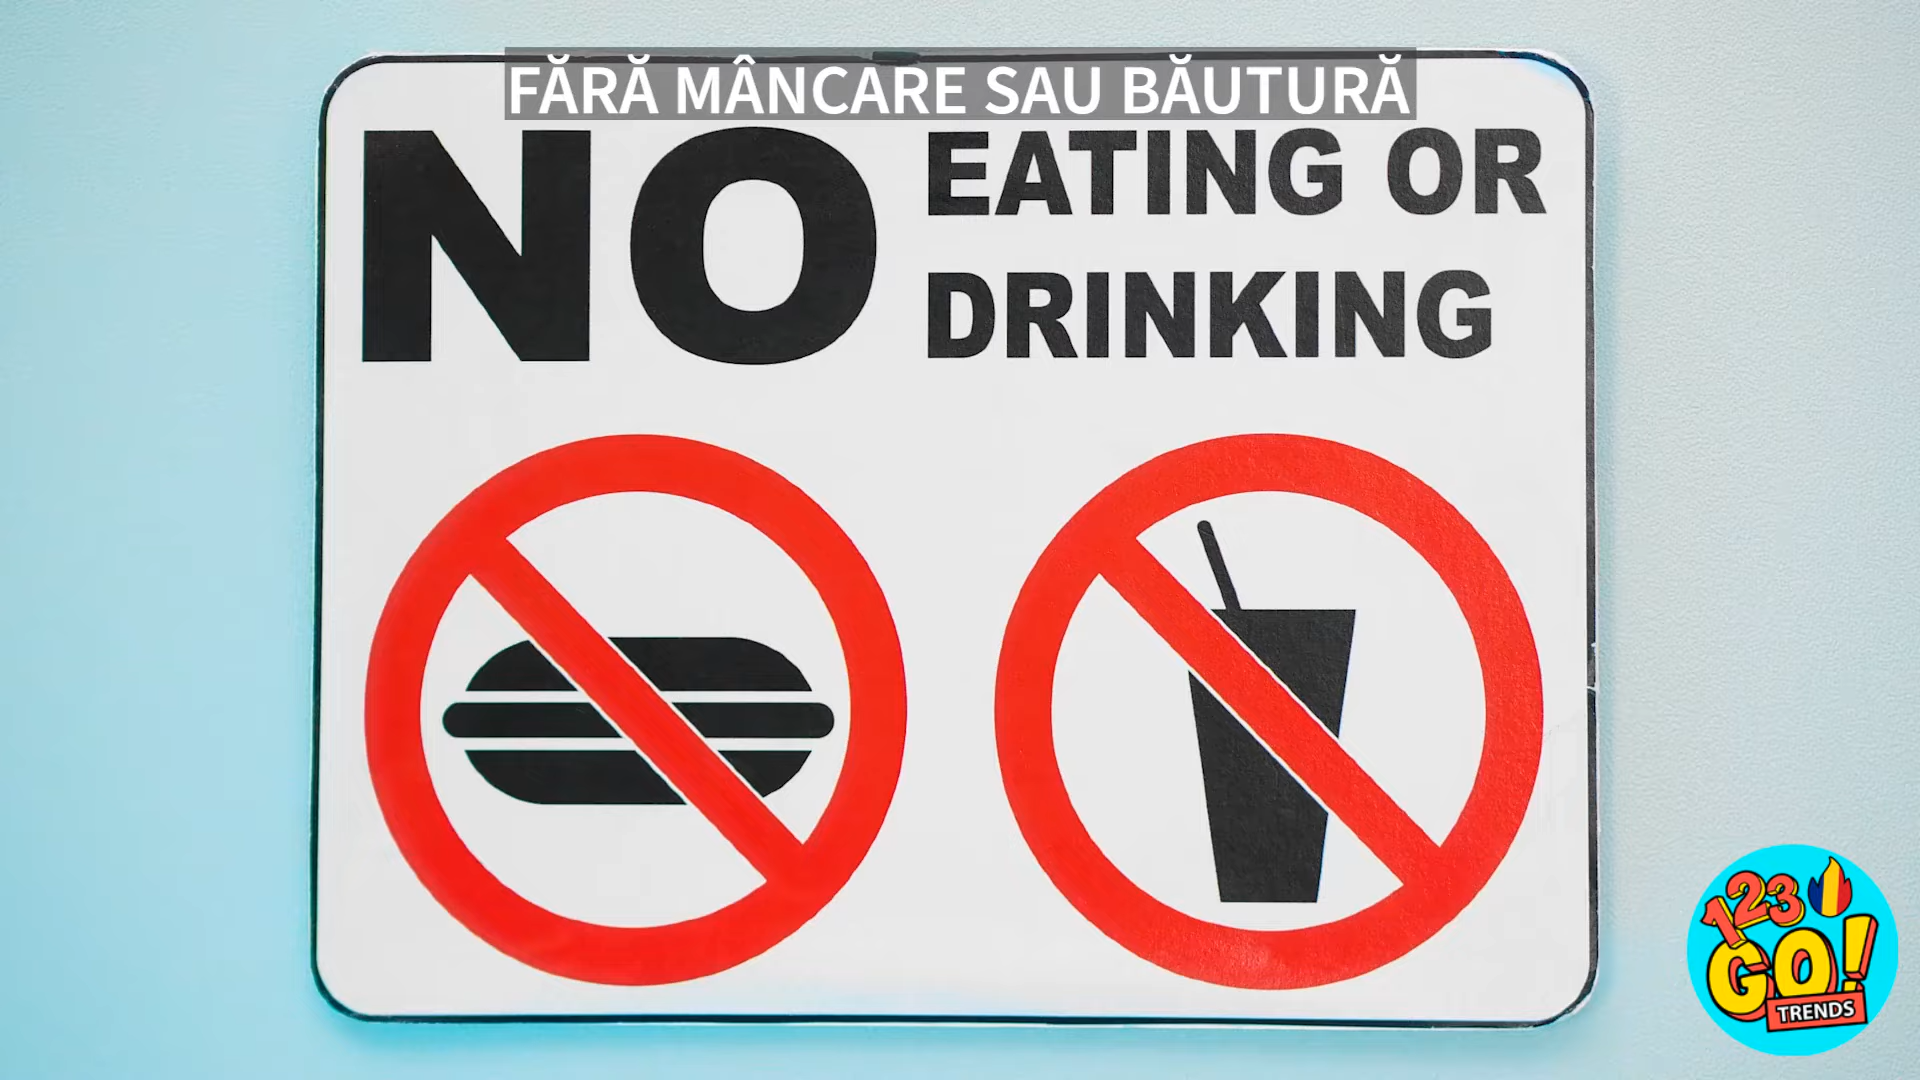 FĂRĂ MÂNCARE SAU BĂUTURĂ
NO EATING OR
DRINKING
123
GO!
TRENDS